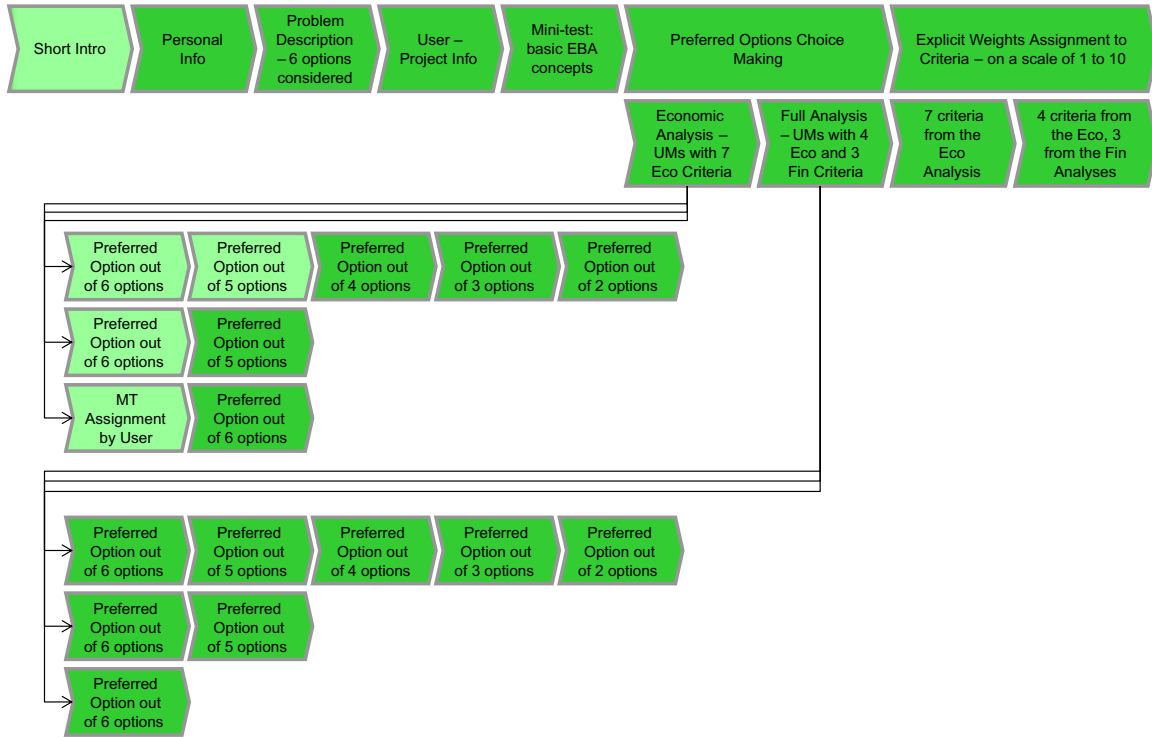 Short Intro
Personal
Info
Problem
Description
– 6 options
considered
User –
Project Info
Mini-test:
basic EBA
concepts
Preferred Options Choice
Making
Explicit Weights Assignment to
Criteria – on a scale of 1 to 10
Economic
Analysis –
UMs with 7
Eco Criteria
Full Analysis
– UMs with 4
Eco and 3
Fin Criteria
7 criteria
from the
Eco
Analysis
4 criteria from
the Eco, 3
from the Fin
Analyses
Preferred
Option out
of 6 options
Preferred
Option out
of 5 options
Preferred
Option out
of 4 options
Preferred
Option out
of 3 options
Preferred
Option out
of 2 options
Preferred
Option out
of 6 options
Preferred
Option out
of 5 options
MT
Assignment
by User
Preferred
Option out
of 6 options
Preferred
Option out
of 6 options
Preferred
Option out
of 5 options
Preferred
Option out
of 4 options
Preferred
Option out
of 3 options
Preferred
Option out
of 2 options
Preferred
Option out
of 6 options
Preferred
Option out
of 5 options
Preferred
Option out
of 6 options